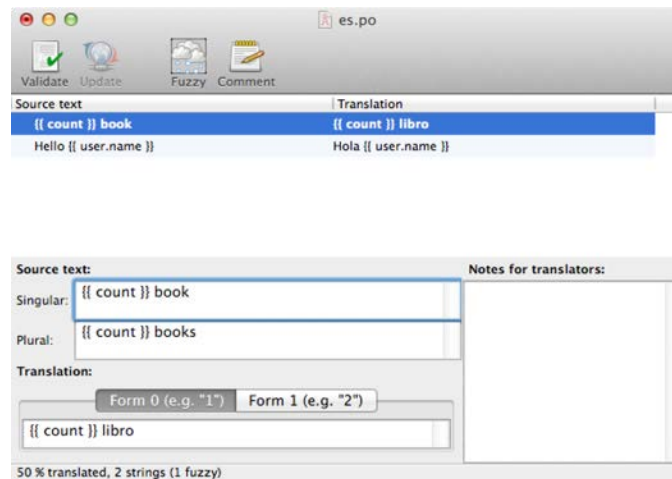 es.po
Validate Update Fuzzy Comment
Source text Translation
{{ count }} book {{ count }} libro
Hello {{ user.name }} Hola {{ user.name }}
Source text: Notes for translators:
Singular: {{ count }} book
Plural: {{ count }} books
Translation:
Form 0 (e.g. "1") Form 1 (e.g. "2")
{{ count }} libro
50 % translated, 2 strings (1 fuzzy)